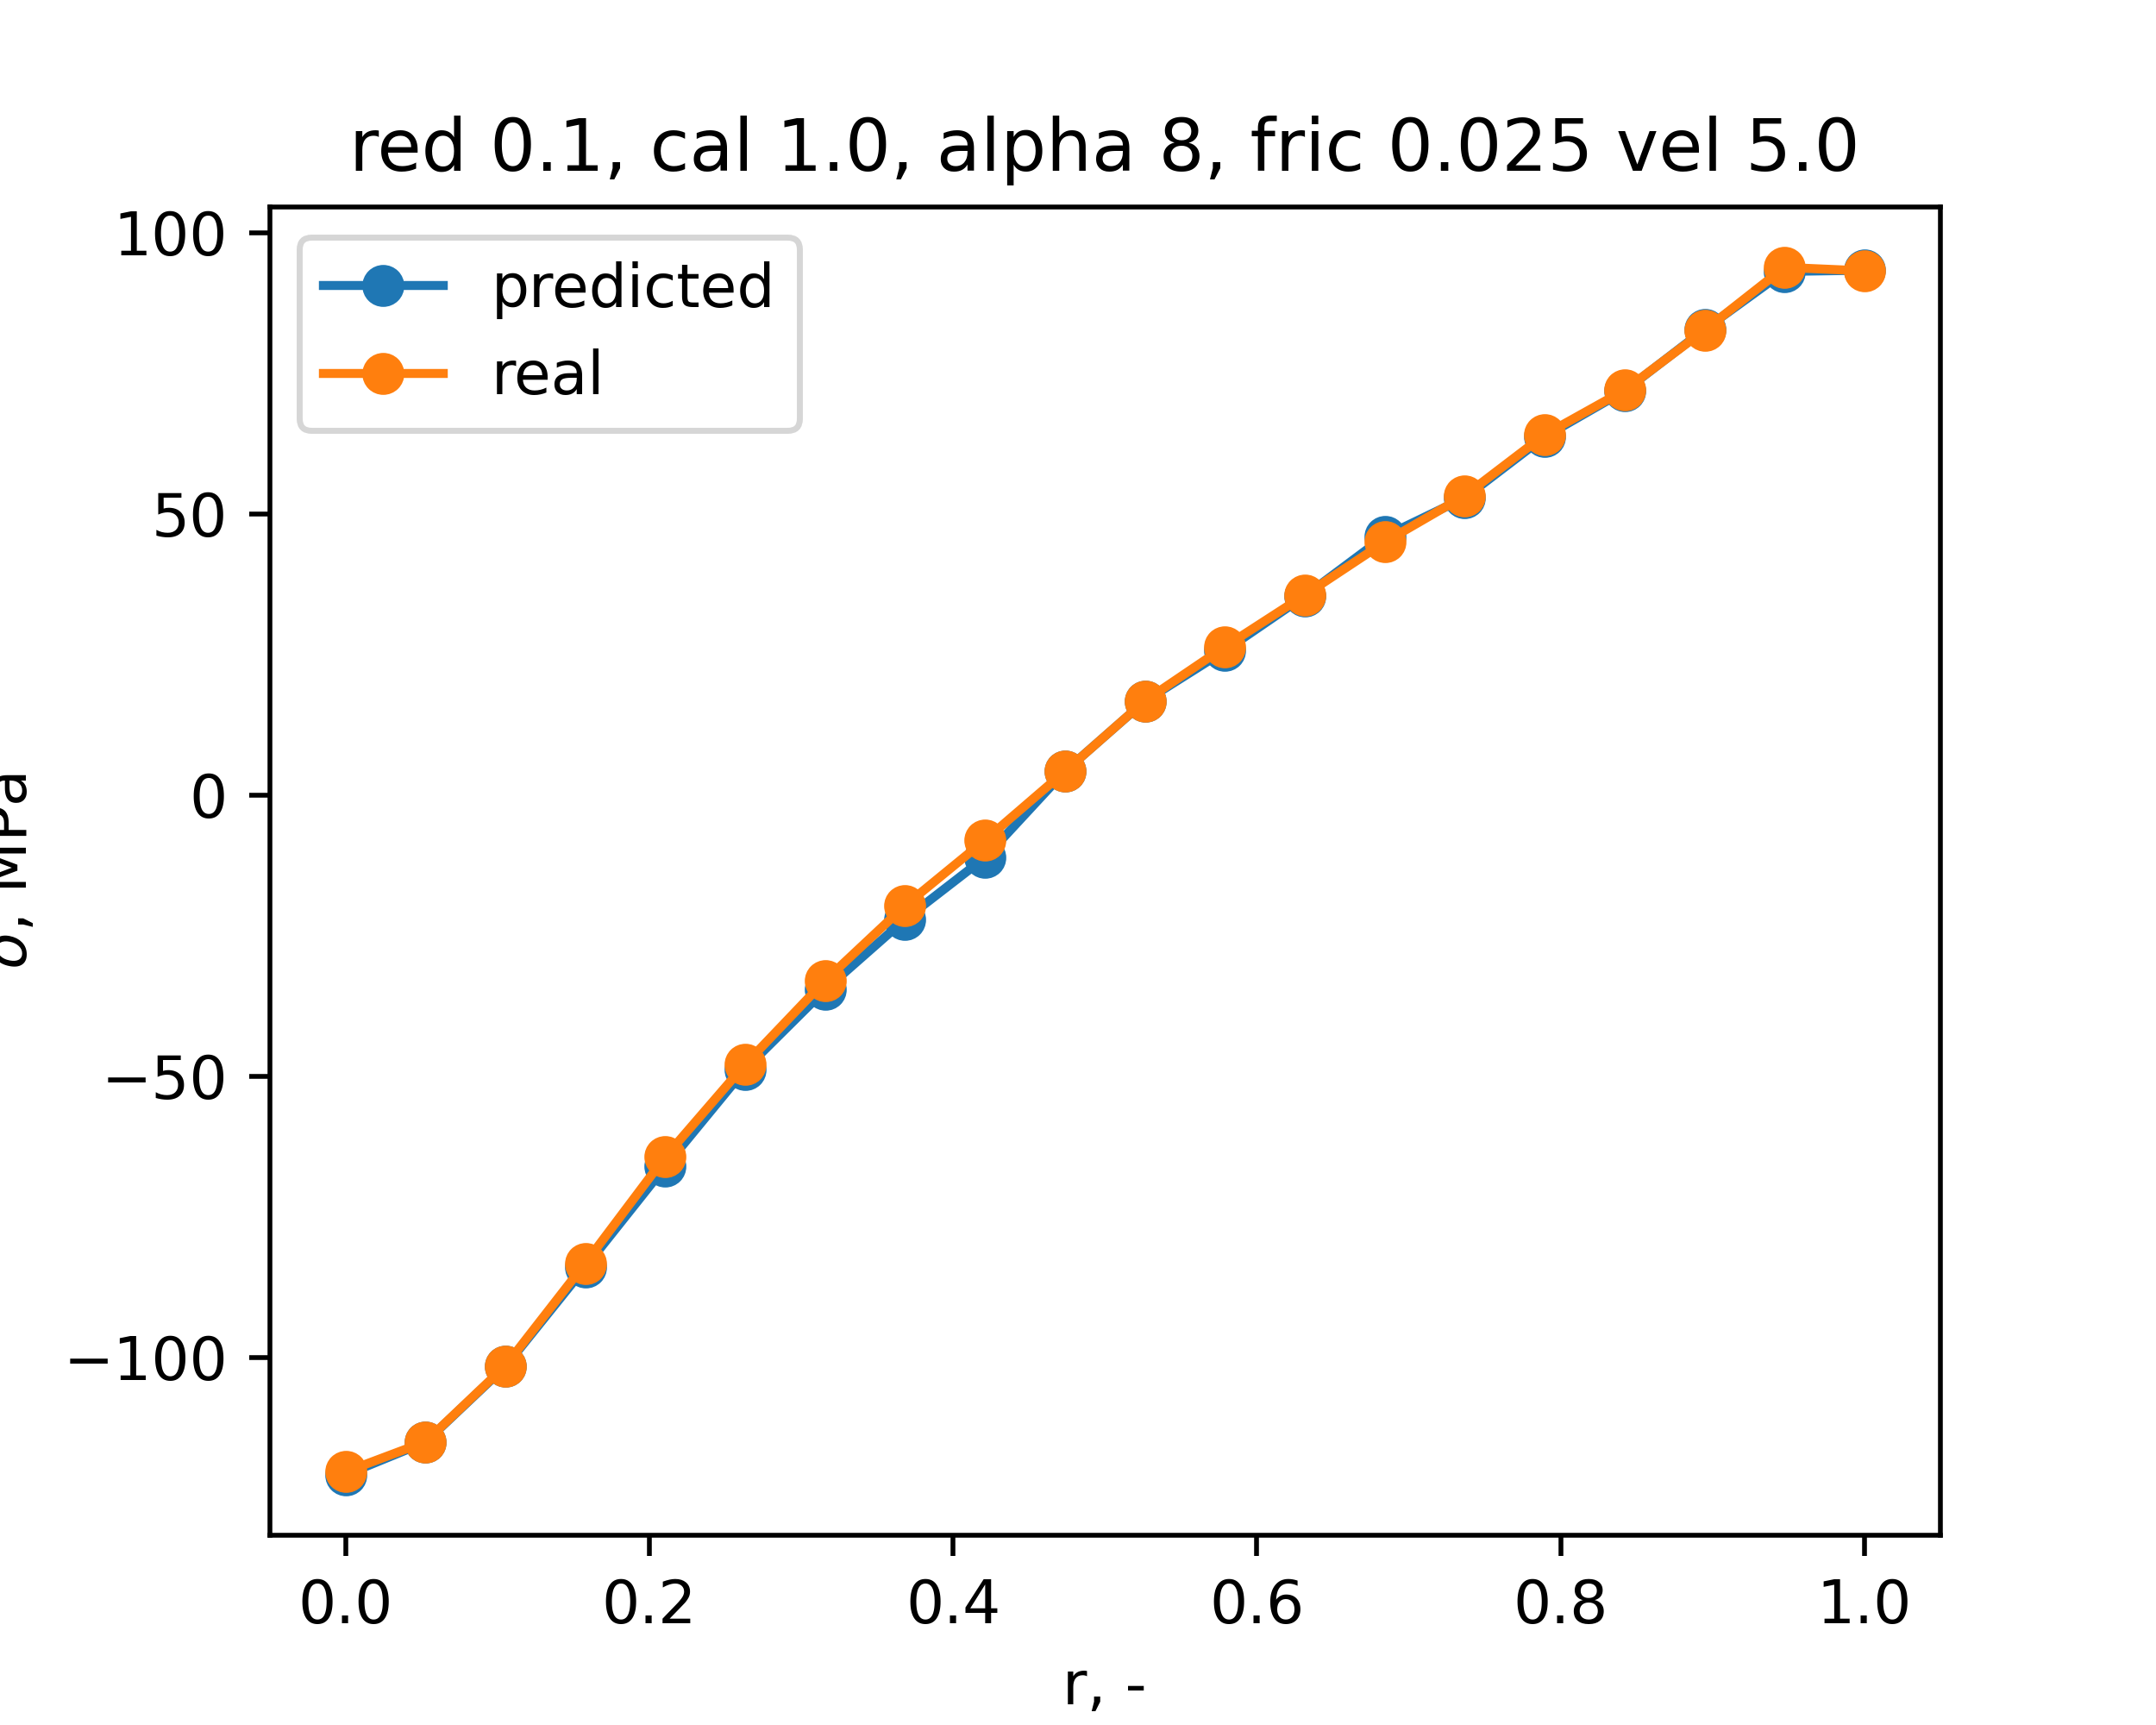 red 0.1, cal 1.0, alpha 8, fric 0.025 vel 5.0
predicted
real
100
50
0
−50
−100
σ, MPa
0.0 0.2 0.4 0.6 0.8 1.0
r, -